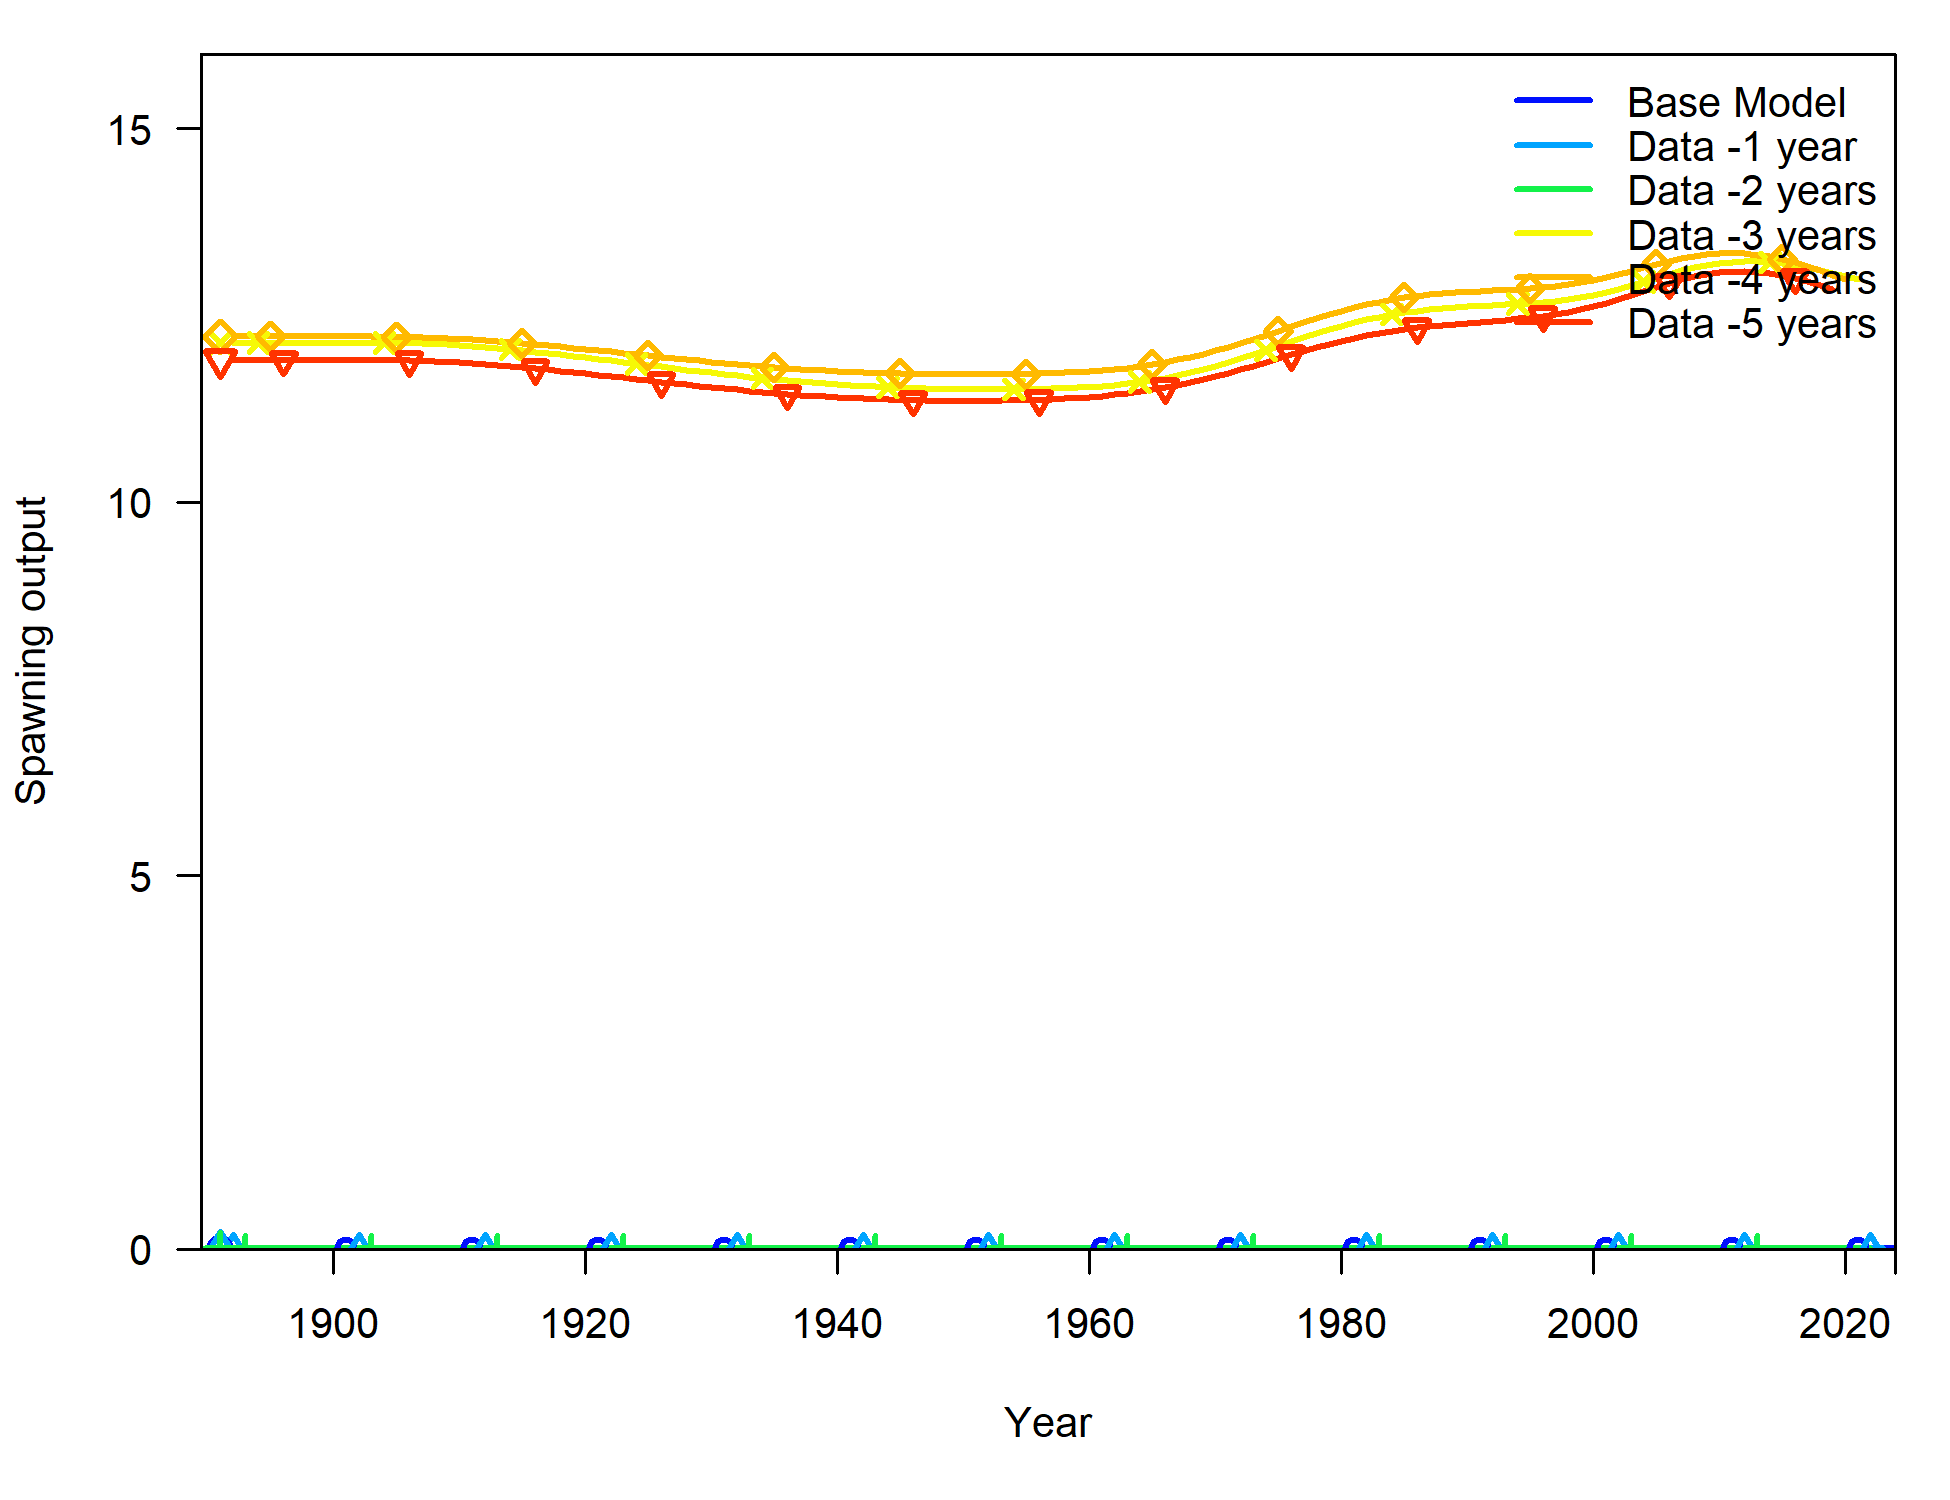 15
10
5
0
Spawning output
Base Model
Data -1 year
Data -2 years
Data -3 years
Data -4 years
Data -5 years
1900
1920
1940
1960
1980
2000
2020
Year